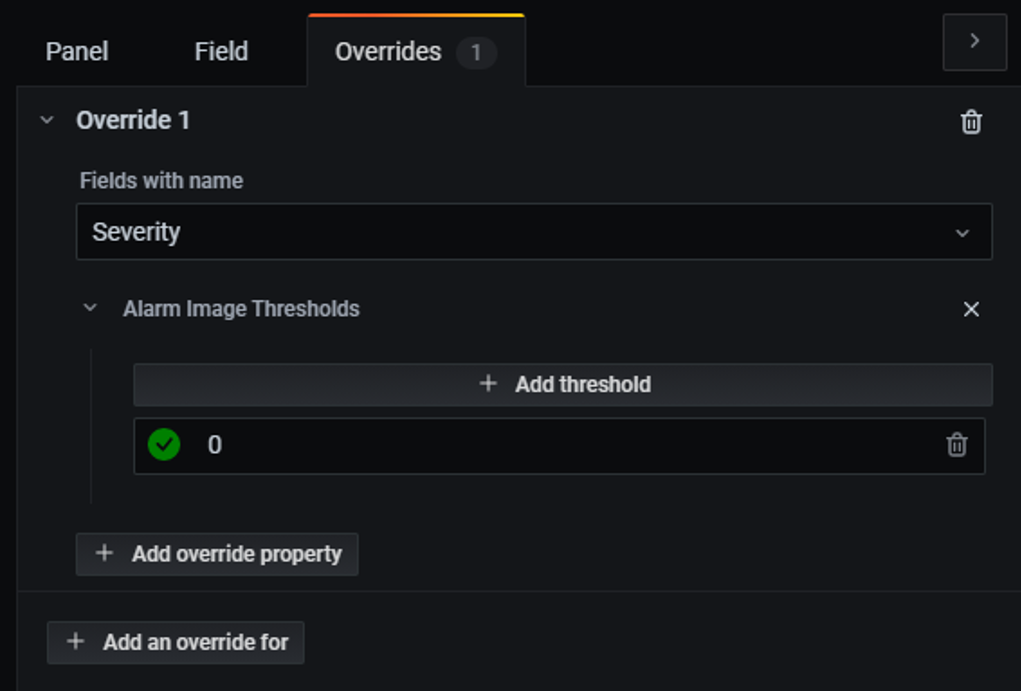 Panel Field Overrides 1
Override 1
Fields with name
Severity
Alarm Image Thresholds
+ Add threshold
0
+ Add override property
+ Add an override for